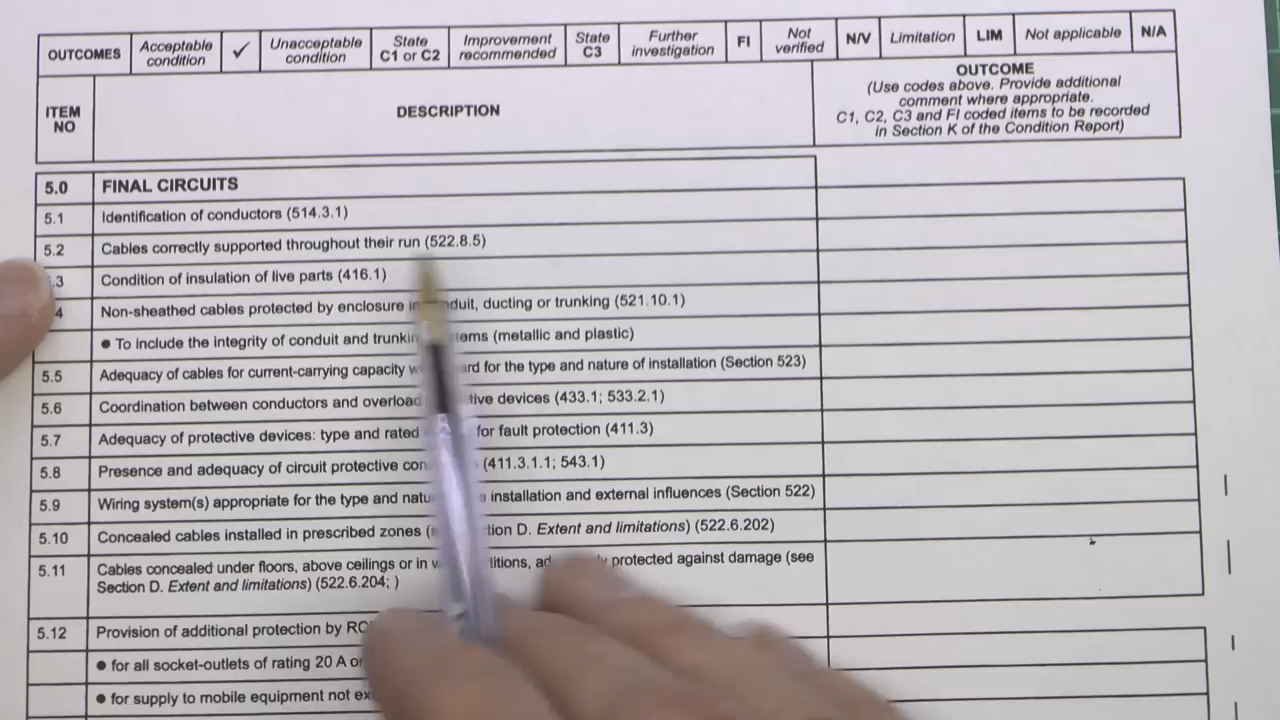 OUTCOMES Acceptable condition ✓ Unacceptable condition State C1 or C2 Improvement recommended State C3 Further investigation FI Not verified N/V Limitation LIM Not applicable N/A
ITEM NO DESCRIPTION
OUTCOME
(Use codes above. Provide additional
comment where appropriate.
C1, C2, C3 and FI coded items to be recorded
in Section K of the Condition Report)
5.0 FINAL CIRCUITS
5.1 Identification of conductors (514.3.1)
5.2 Cables correctly supported throughout their run (522.8.5)
.3 Condition of insulation of live parts (416.1)
4 Non-sheathed cables protected by enclosure in conduit, ducting or trunking (521.10.1)
● To include the integrity of conduit and (metallic and plastic)
5.5 Adequacy of cables for current-carrying capacity for the type and nature of installation (Section 523)
5.6 Coordination between conductors and overload devices (433.1; 533.2.1)
5.7 Adequacy of protective devices: type and rated for fault protection (411.3)
5.8 Presence and adequacy of circuit protective (411.3.1.1; 543.1)
5.9 Wiring system(s) appropriate for the type and installation and external influences (Section 522)
5.10 Concealed cables installed in prescribed zones D. Extent and limitations) (522.6.202)
5.11 Cables concealed under floors, above ceilings or in protected against damage (see
Section D. Extent and limitations) (522.6.204; )
5.12 Provision of additional protection by
● for all socket-outlets of rating 20 A or
● for supply to mobile equipment not